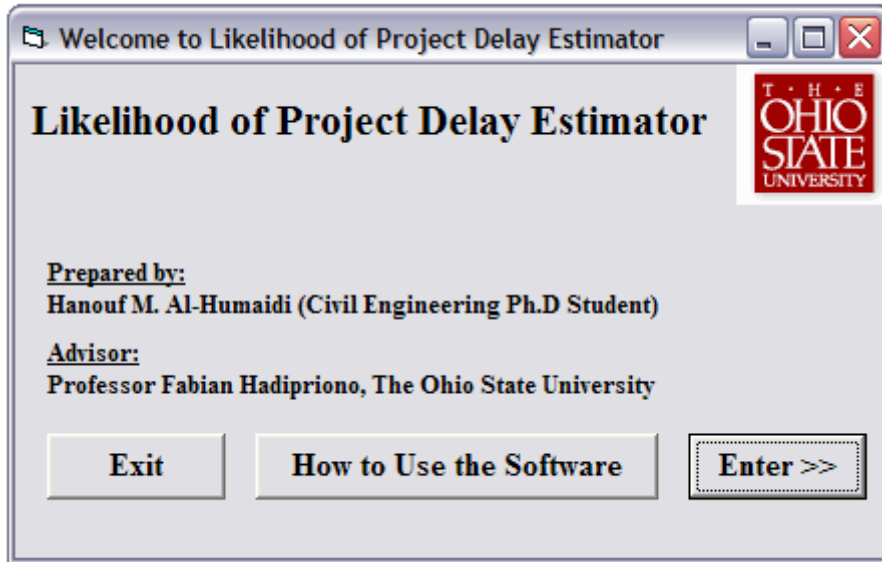 Welcome to Likelihood of Project Delay Estimator
Likelihood of Project Delay Estimator
T · H · E
OHIO
STATE
UNIVERSITY
Prepared by:
Hanouf M. Al-Humaidi (Civil Engineering Ph.D Student)
Advisor:
Professor Fabian Hadipriono, The Ohio State University
Exit
How to Use the Software
Enter >>